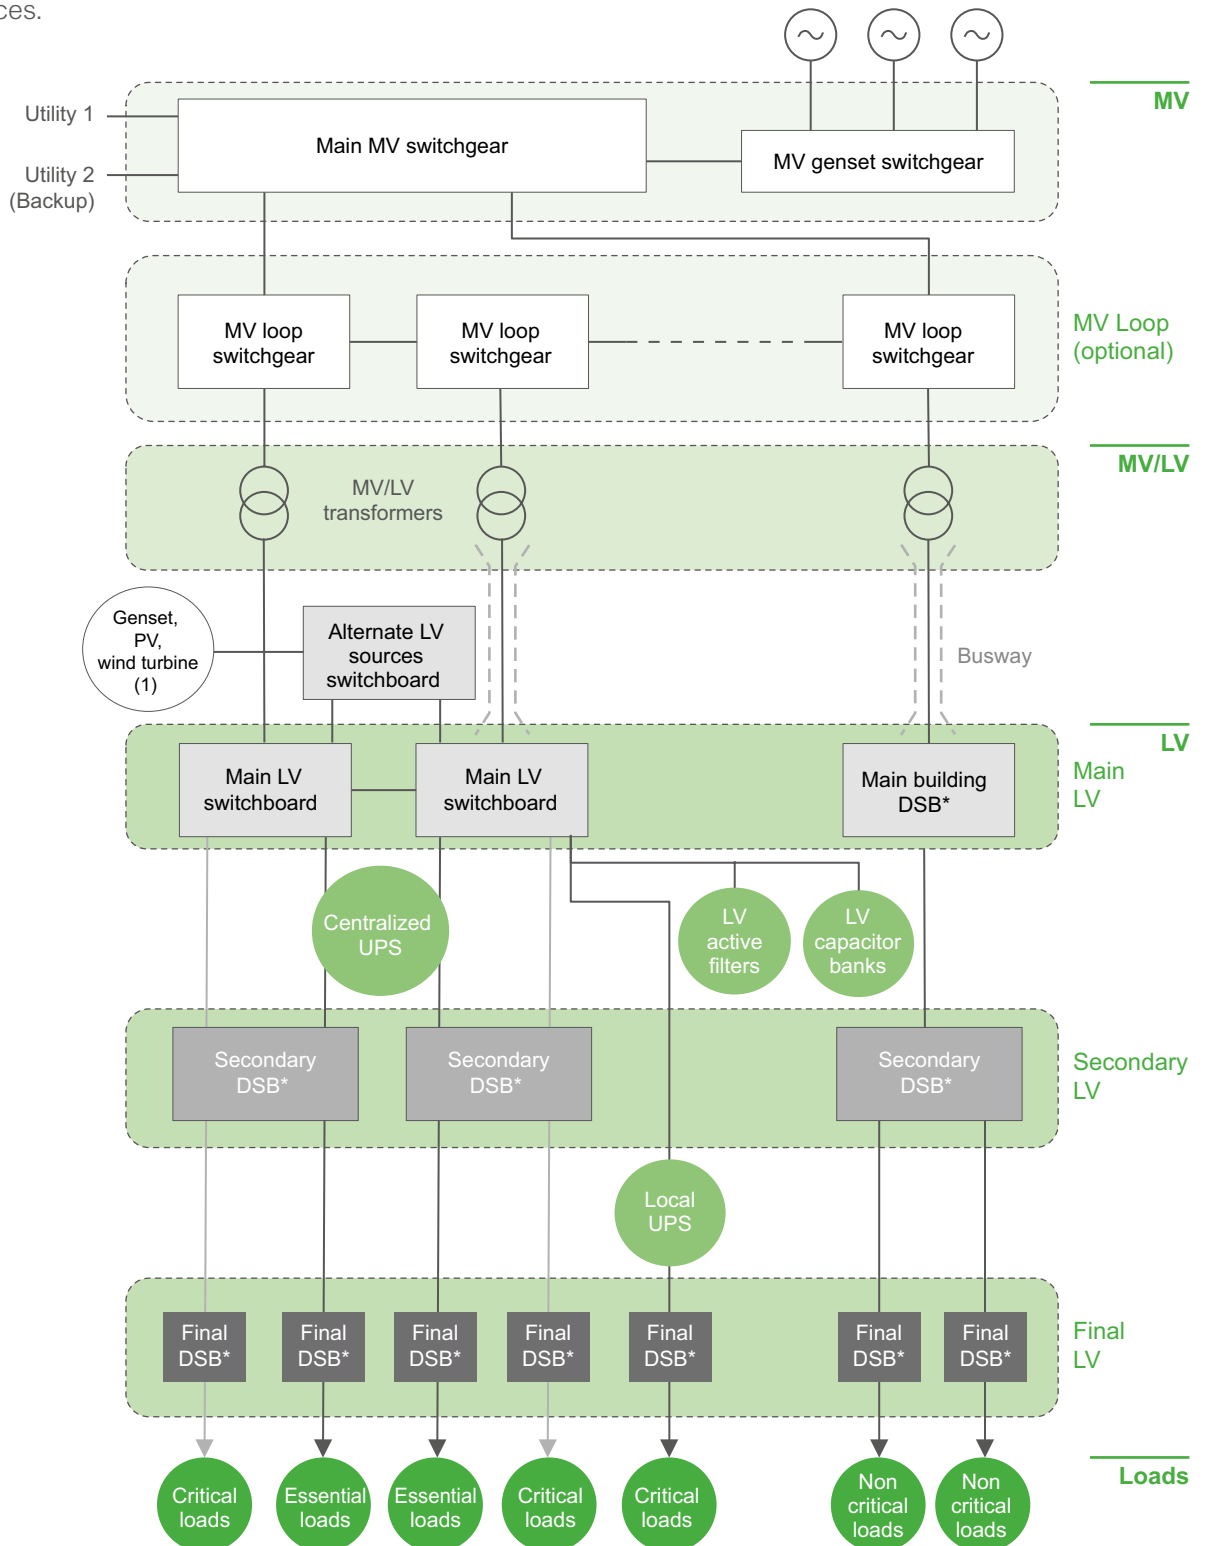 ces.
MV
Utility 1
Main MV switchgear
MV genset switchgear
Utility 2
(Backup)
MV loop
switchgear
MV loop
switchgear
MV loop
switchgear
MV Loop
(optional)
MV/LV
MV/LV
transformers
Genset,
PV,
wind turbine
(1)
Alternate LV
sources
switchboard
Busway
LV
Main LV
switchboard
Main LV
switchboard
Main building
DSB*
Main
LV
Centralized
UPS
LV
active
filters
LV
capacitor
banks
Secondary
DSB*
Secondary
DSB*
Secondary
DSB*
Secondary
LV
Local
UPS
Final
DSB*
Final
DSB*
Final
DSB*
Final
DSB*
Final
DSB*
Final
DSB*
Final
DSB*
Final
LV
Loads
Critical
loads
Essential
loads
Essential
loads
Critical
loads
Critical
loads
Non
critical
loads
Non
critical
loads